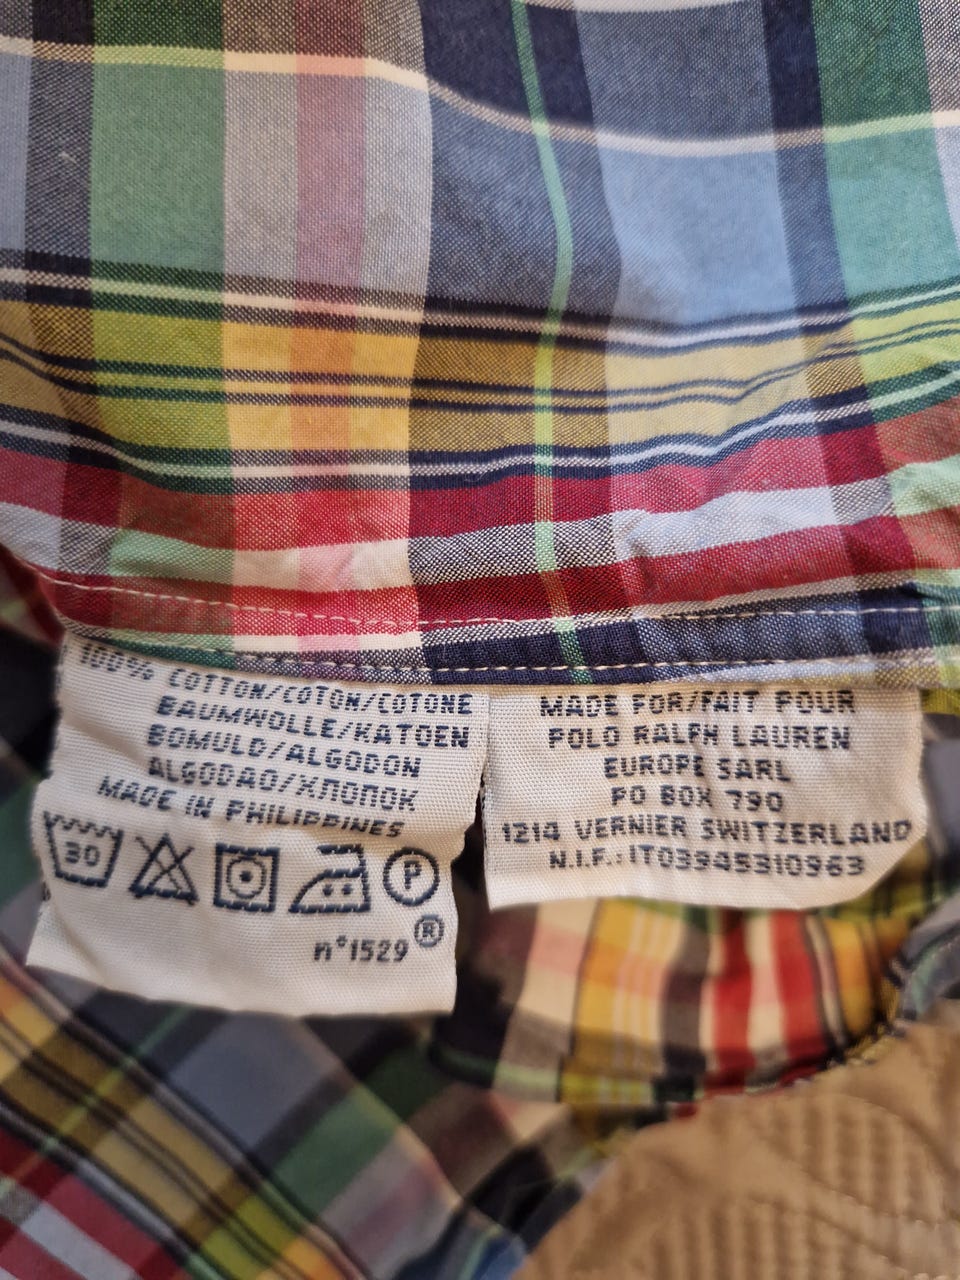 100% COTTON/COTON/COTONE
BAUMWOLLE/KATOEN
BOMULD/ALGODON
ALGODAO/ХЛОПОК
MADE IN PHILIPPINES
30
P
n°1529®
MADE FOR/FAIT POUR
POLO RALPH LAUREN
EUROPE SARL
PO BOX 790
1214 VERNIER SWITZERLAND
N.I.F.: IT03945310963